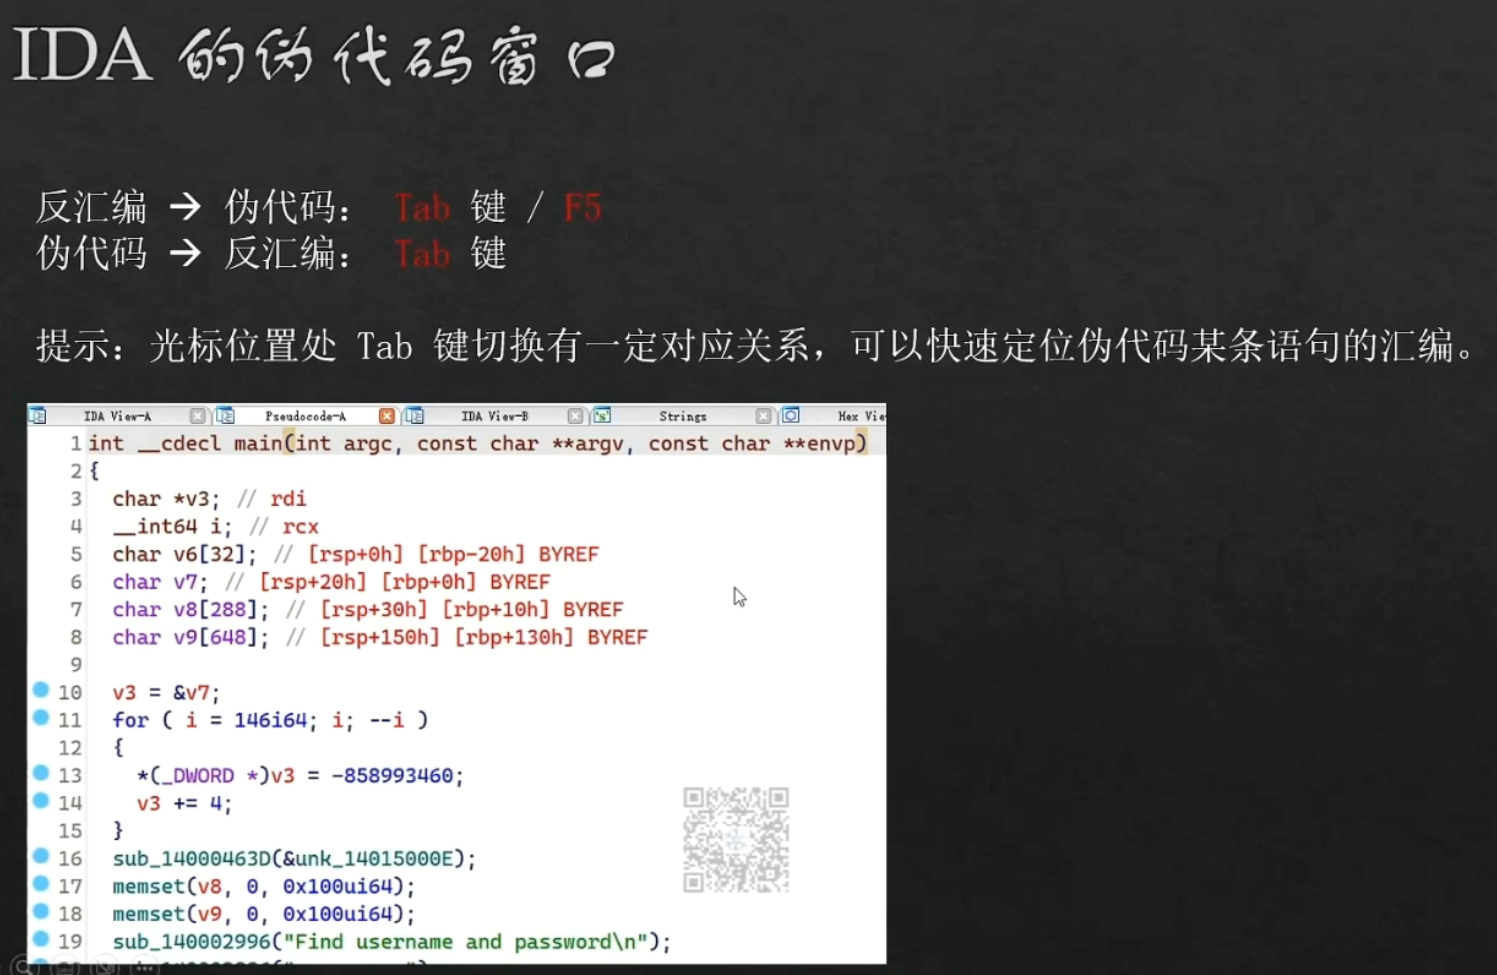 IDA 的伪代码窗口
反汇编 → 伪代码： Tab 键 / F5
伪代码 → 反汇编： Tab 键
提示：光标位置处 Tab 键切换有一定对应关系，可以快速定位伪代码某条语句的汇编。
IDA View-A Pseudocode-A IDA View-B Strings Hex Vie
1 int __cdecl main(int argc, const char **argv, const char **envp)
2 {
3 char *v3; // rdi
4 __int64 i; // rcx
5 char v6[32]; // [rsp+0h] [rbp-20h] BYREF
6 char v7; // [rsp+20h] [rbp+0h] BYREF
7 char v8[288]; // [rsp+30h] [rbp+10h] BYREF
8 char v9[648]; // [rsp+150h] [rbp+130h] BYREF
9
10 v3 = &v7;
11 for ( i = 146i64; i; --i )
12 {
13 *(_DWORD *)v3 = -858993460;
14 v3 += 4;
15 }
16 sub_14000463D(&unk_14015000E);
17 memset(v8, 0, 0x100ui64);
18 memset(v9, 0, 0x100ui64);
19 sub_140002996("Find username and password\n");